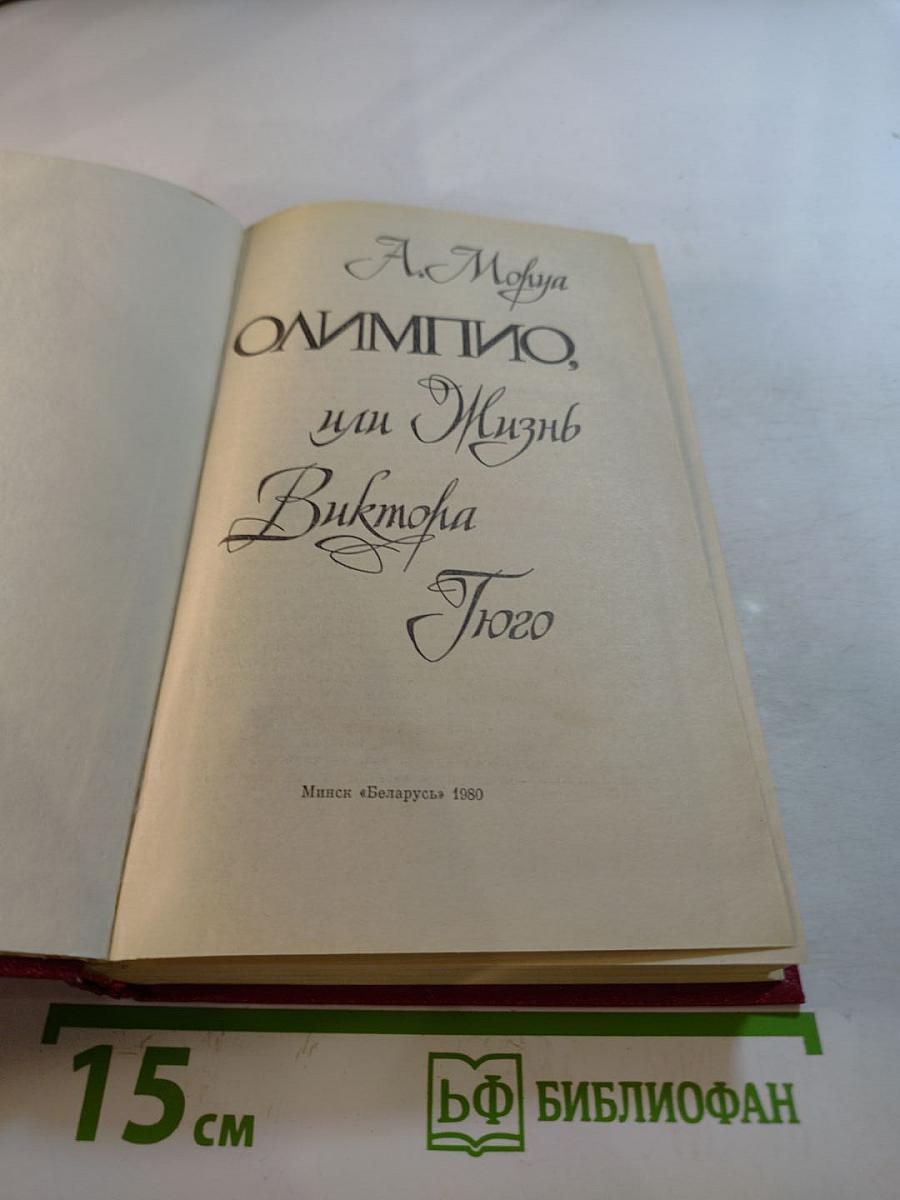 А. Моруа
ОЛИМПИО,
или Жизнь
Виктора
Гюго
Минск «Беларусь» 1980
15 см
ЬФ БИБЛИОФАН